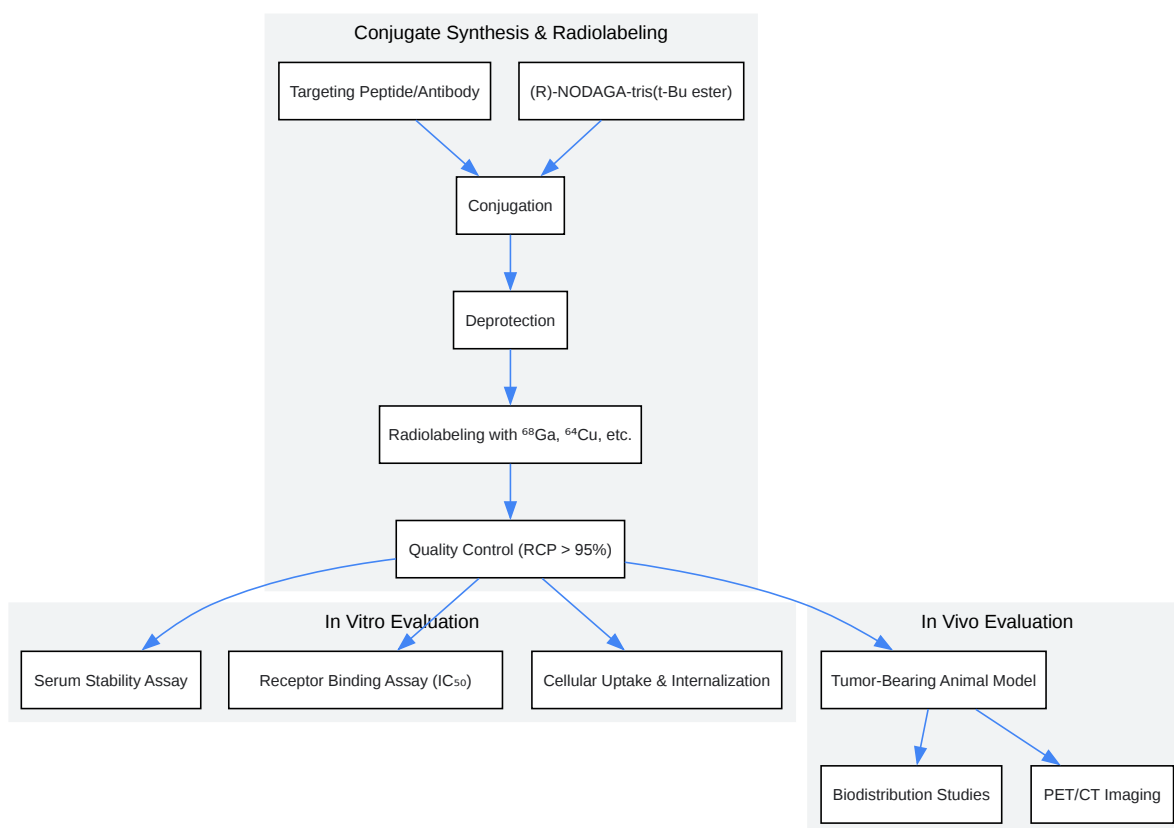 Conjugate Synthesis & Radiolabeling
Targeting Peptide/Antibody
(R)-NODAGA-tris(t-Bu ester)
Conjugation
Deprotection
Radiolabeling with ⁶⁸Ga, ⁶⁴Cu, etc.
Quality Control (RCP > 95%)
In Vitro Evaluation
Serum Stability Assay
Receptor Binding Assay (IC₅₀)
Cellular Uptake & Internalization
In Vivo Evaluation
Tumor-Bearing Animal Model
Biodistribution Studies
PET/CT Imaging